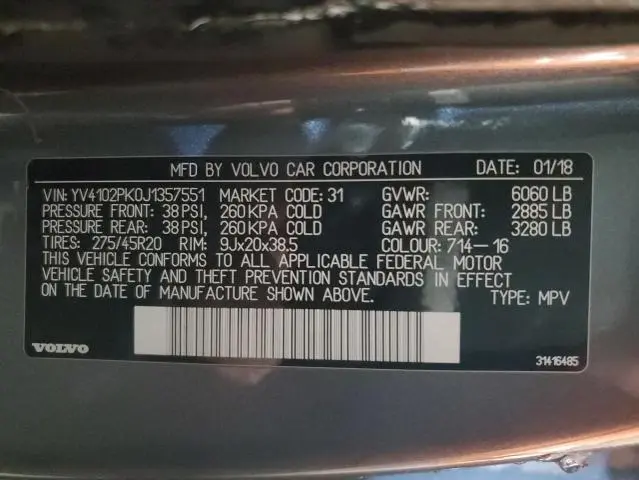 MFD BY VOLVO CAR CORPORATION DATE: 01/18
VIN: YV4102PK0J1357551 MARKET CODE: 31 GVWR: 6060 LB
PRESSURE FRONT: 38 PSI, 260 KPA COLD GAWR FRONT: 2885 LB
PRESSURE REAR: 38 PSI, 260 KPA COLD GAWR REAR: 3280 LB
TIRES: 275/45R20 RIM: 9Jx20x38.5 COLOUR: 714-16
THIS VEHICLE CONFORMS TO ALL APPLICABLE FEDERAL MOTOR
VEHICLE SAFETY AND THEFT PREVENTION STANDARDS IN EFFECT
ON THE DATE OF MANUFACTURE SHOWN ABOVE. TYPE: MPV
VOLVO 31416485